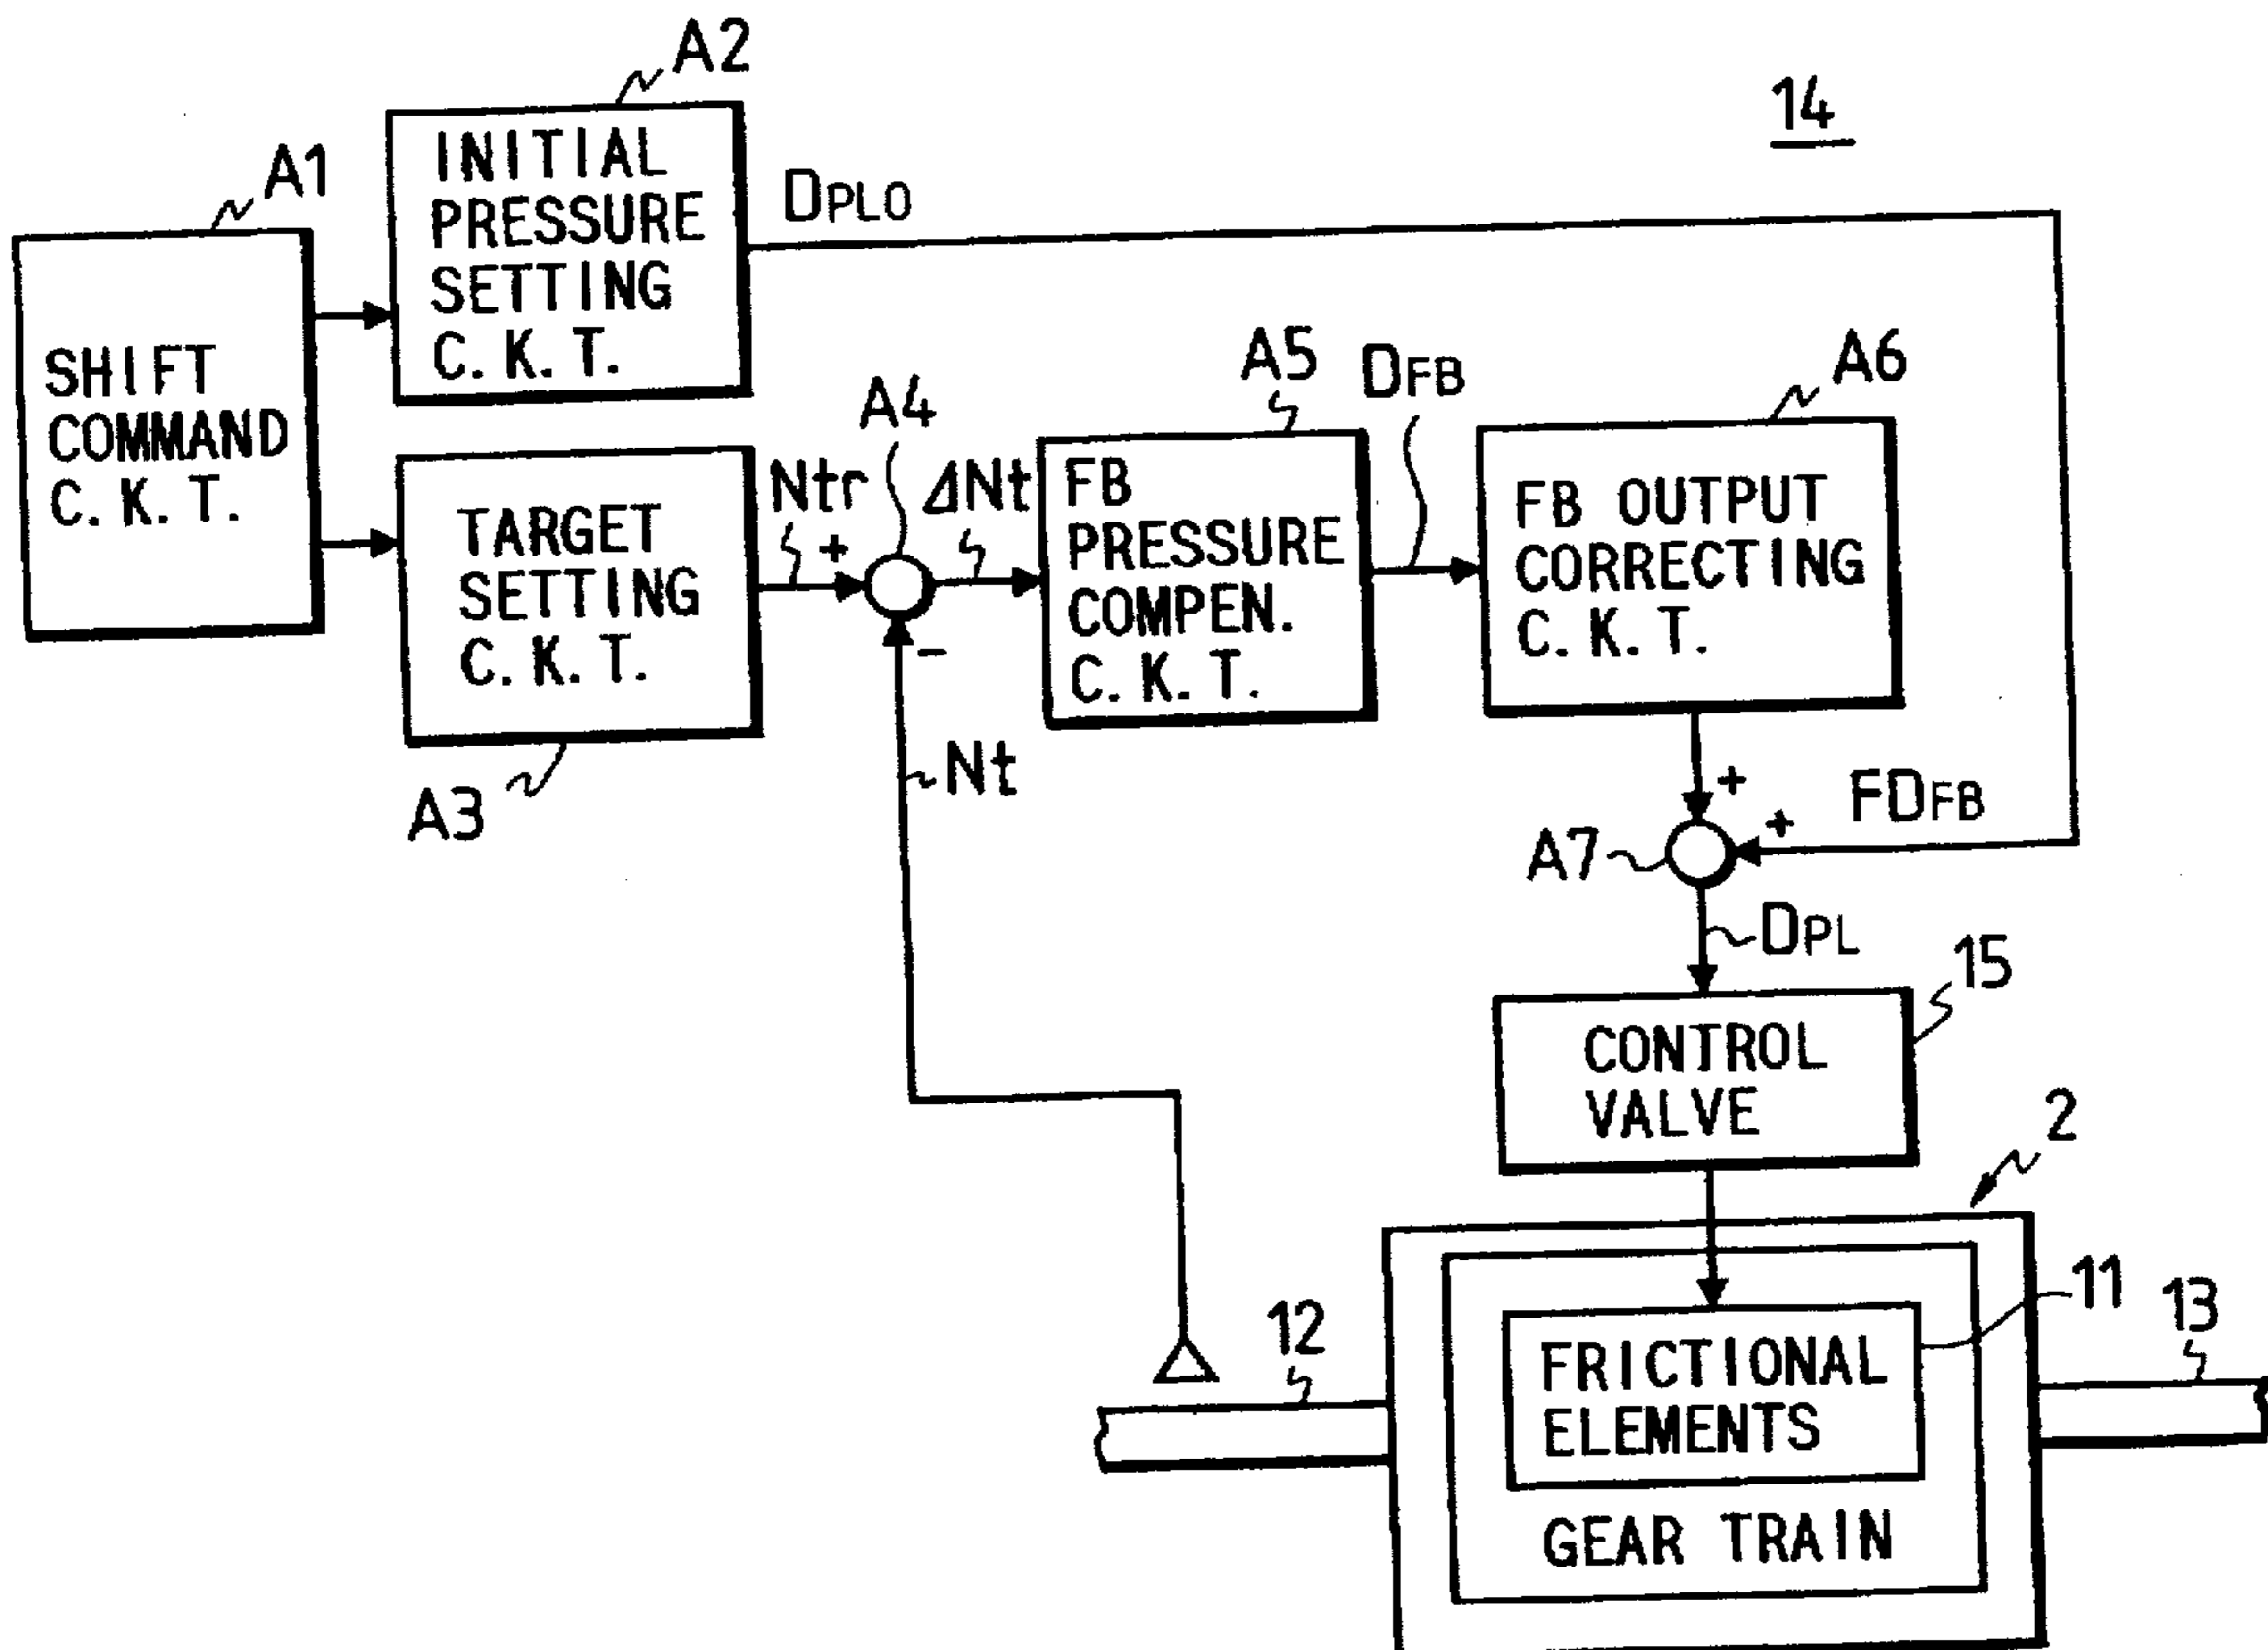 A2
14
A1
INITIAL
PRESSURE
SETTING
C. K. T.
DPLO
SHIFT
COMMAND
C. K. T.
A4
A5
DFB
A6
TARGET
SETTING
C. K. T.
A3
Ntr
+
-
ΔNt
Nt
FB
PRESSURE
COMPEN.
C. K. T.
FB OUTPUT
CORRECTING
C. K. T.
+
+
FDFB
A7
DPL
15
CONTROL
VALVE
2
11
12
13
FRICTIONAL
ELEMENTS
GEAR TRAIN